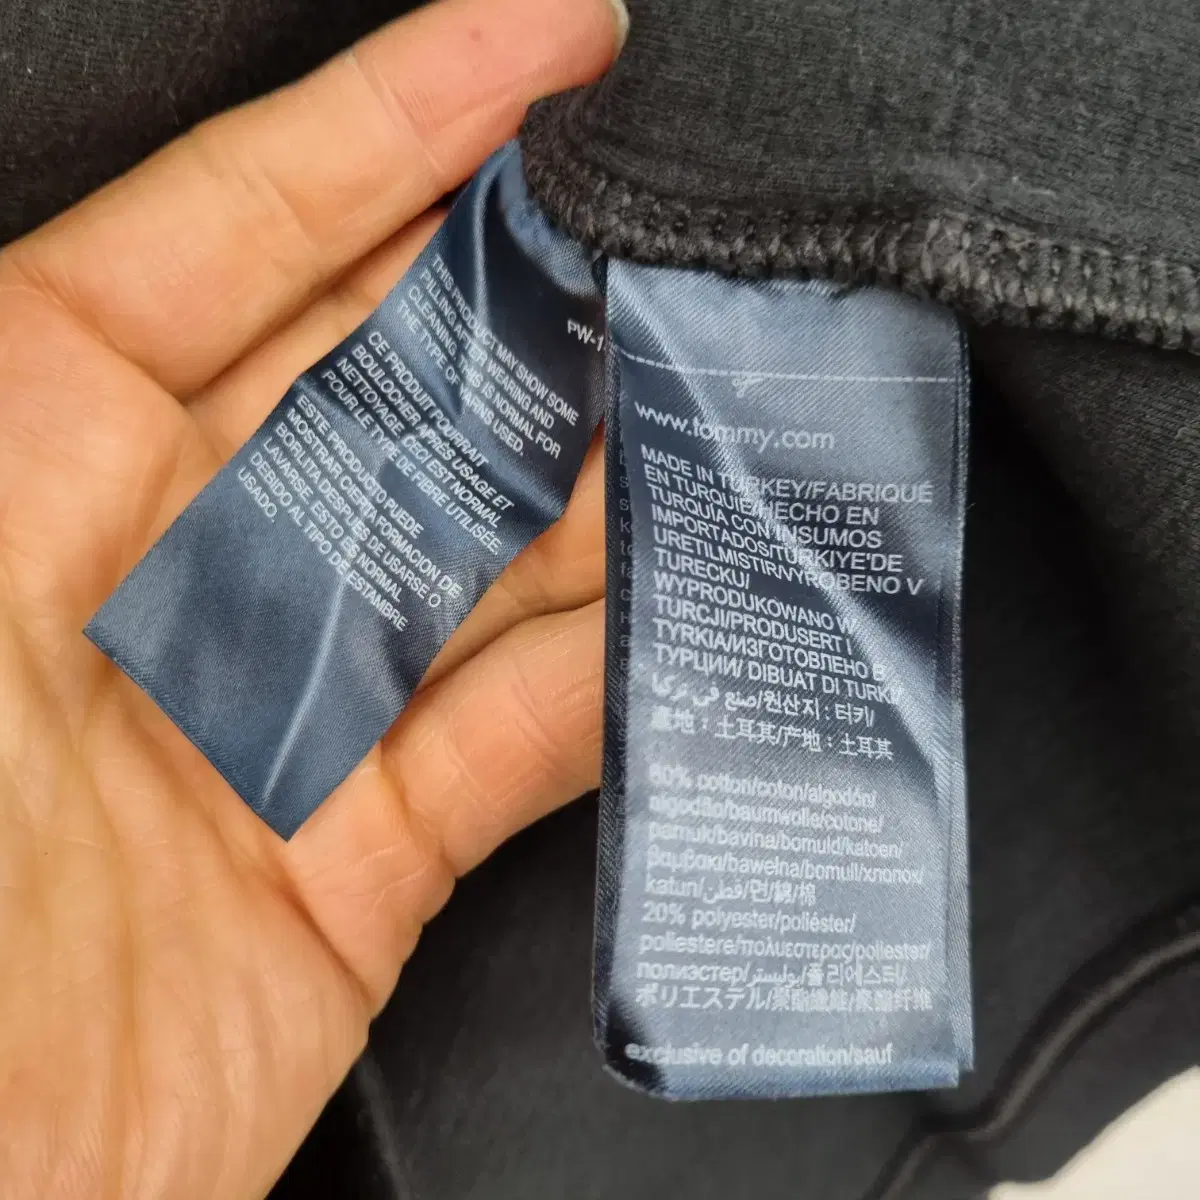 THIS PRODUCT MAY SHOW SOME
PILLING AFTER WEARING AND
CLEANING. THIS IS NORMAL FOR
THE TYPE OF YARNS USED.
CE PRODUIT POURRAIT
BOULOCHER APRÈS USAGE ET
NETTOYAGE. CECI EST NORMAL
POUR LE TYPE DE FIBRE UTILISÉE.
ESTE PRODUCTO PUEDE
MOSTRAR CIERTA FORMACION DE
BORLITA DESPUÉS DE USARSE O
LAVARSE. ESTO ES NORMAL
DEBIDO AL TIPO DE ESTAMBRE
USADO.
PW-1
www.tommy.com
MADE IN TURKEY/FABRIQUÉ
EN TURQUIE/HECHO EN
TURQUÍA CON INSUMOS
IMPORTADOS/TÜRKIYE'DE
URETILMISTIR/VYROBENO V
TURECKU/
WYPRODUKOWANO W
TURCJI/PRODUSERT I
TYRKIA/ИЗГОТОВЛЕНО В
ТУРЦИИ/ DIBUAT DI TURKI/
صنع في تركيا/원산지 : 터키/
產地 : 土耳其/产地 : 土耳其
80% cotton/coton/algodón/
algodão/baumwolle/cotone/
pamuk/bavlna/bomuld/katoen/
βαμβακι/bawełna/bomull/хлопок/
katun/قطن/면/綿/棉
20% polyester/poliéster/
poliestere/πολυεστερας/poliester/
полиэстер/بوليستر/폴리에스터/
ポリエステル/聚酯纖維/聚酯纤维
exclusive of decoration/sauf